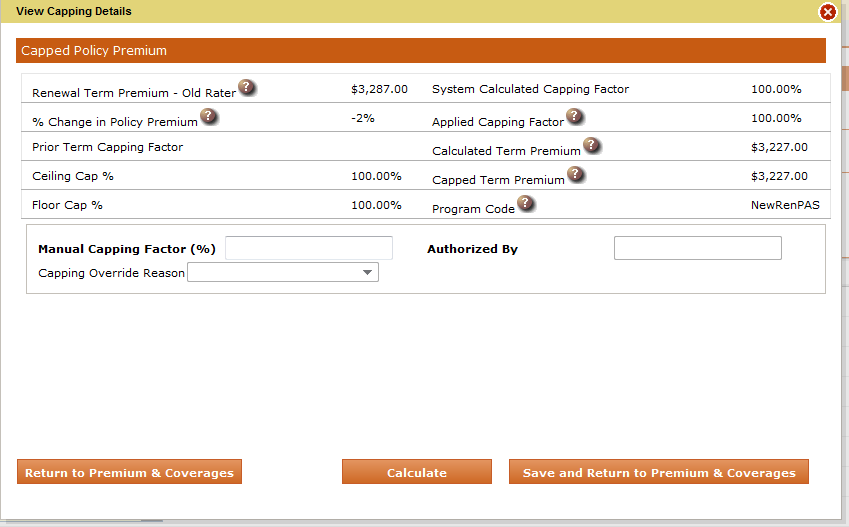 View Capping Details
Capped Policy Premium
Renewal Term Premium - Old Rater ? $3,287.00 System Calculated Capping Factor 100.00%
% Change in Policy Premium ? -2% Applied Capping Factor ? 100.00%
Prior Term Capping Factor Calculated Term Premium ? $3,227.00
Ceiling Cap % 100.00% Capped Term Premium ? $3,227.00
Floor Cap % 100.00% Program Code ? NewRenPAS
Manual Capping Factor (%) Authorized By
Capping Override Reason
Return to Premium & Coverages Calculate Save and Return to Premium & Coverages